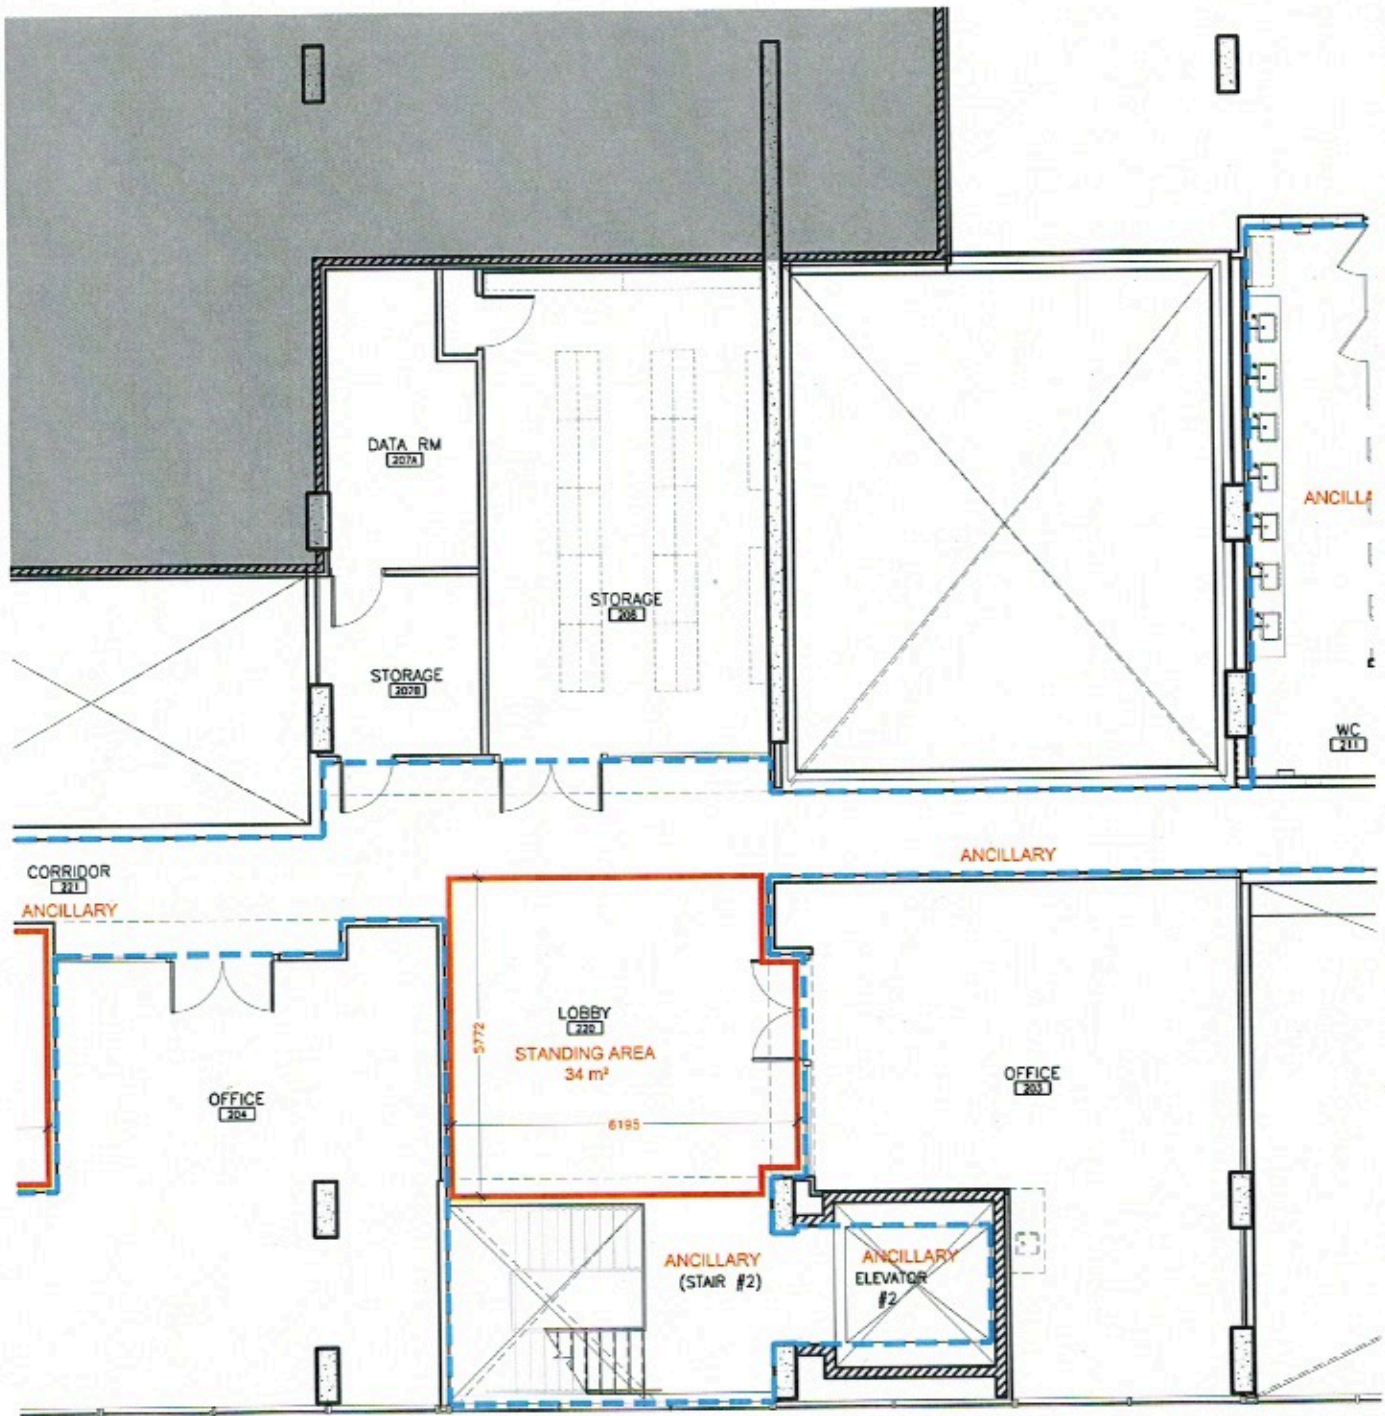 DATA RM
207A
STORAGE
208
STORAGE
207B
ANCILLA
WC
211
CORRIDOR
221
ANCILLARY
ANCILLARY
LOBBY
220
STANDING AREA
34 m²
5772
6195
OFFICE
204
OFFICE
203
ANCILLARY
(STAIR #2)
ANCILLARY
ELEVATOR
#2